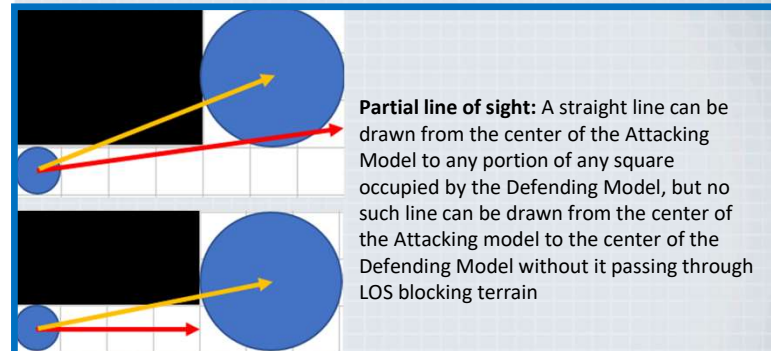 Partial line of sight: A straight line can be
drawn from the center of the Attacking
Model to any portion of any square
occupied by the Defending Model, but no
such line can be drawn from the center of
the Attacking model to the center of the
Defending Model without it passing through
LOS blocking terrain